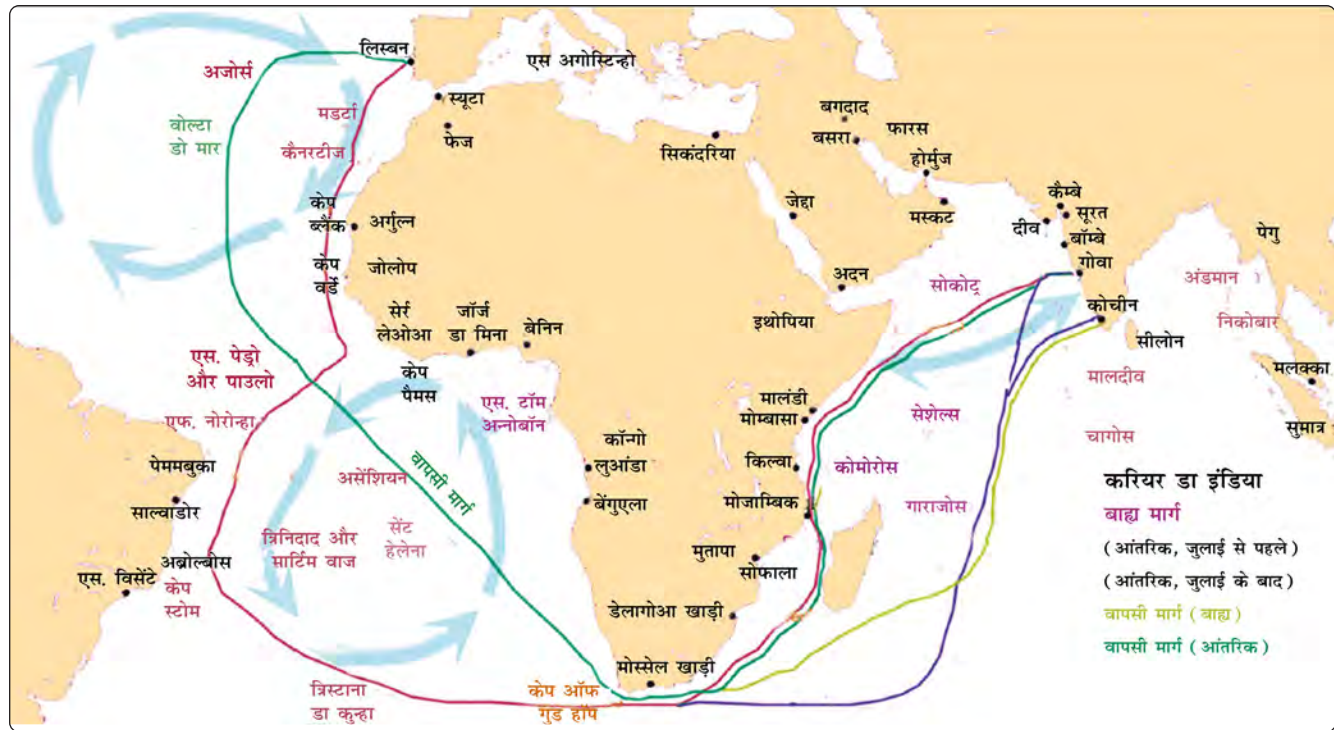 लिस्बन
एस अगोस्टिन्हो
अजोर्स
मडर्टा
स्यूटा
फेज
वोल्टा
डो मार
कैनरटीज
सिकंदरिया
बगदाद
बसरा
फारस
होर्मुज
जेद्दा
मस्कट
कैम्बे
सूरत
दीव
बॉम्बे
गोवा
पेगु
केप
ब्लैंक
अर्गुल्न
केप
वर्डे
जोलोप
अदन
सोकोट्र
अंडमान
निकोबार
कोचीन
सीलोन
सेर्र
लेओआ
जॉर्ज
डा मिना
बेनिन
इथोपिया
एस. पेड्रो
और पाउलो
केप
पैमस
एस. टॉम
अन्नोबॉन
एफ. नोरोन्हा
मालंडी
मोम्बासा
सेशेल्स
मालदीव
मलक्का
सुमात्र
चागोस
पेममबुका
साल्वाडोर
असेंशियन
वापसी मार्ग
कॉन्गो
लुआंडा
बेंगुएला
किल्वा
कोमोरोस
मोजाम्बिक
गाराजोस
त्रिनिदाद और
मार्टिम वाज
सेंट
हेलेना
मुतापा
सोफाला
एस. विसेंटे
अब्रोल्बीस
केप
स्टोम
डेलागोआ खाड़ी
मोस्सेल खाड़ी
त्रिस्टाना
डा कुन्हा
केप ऑफ
गुड हॉप
करियर डा इंडिया
बाह्य मार्ग
(आंतरिक, जुलाई से पहले)
(आंतरिक, जुलाई के बाद)
वापसी मार्ग (बाह्य)
वापसी मार्ग (आंतरिक)